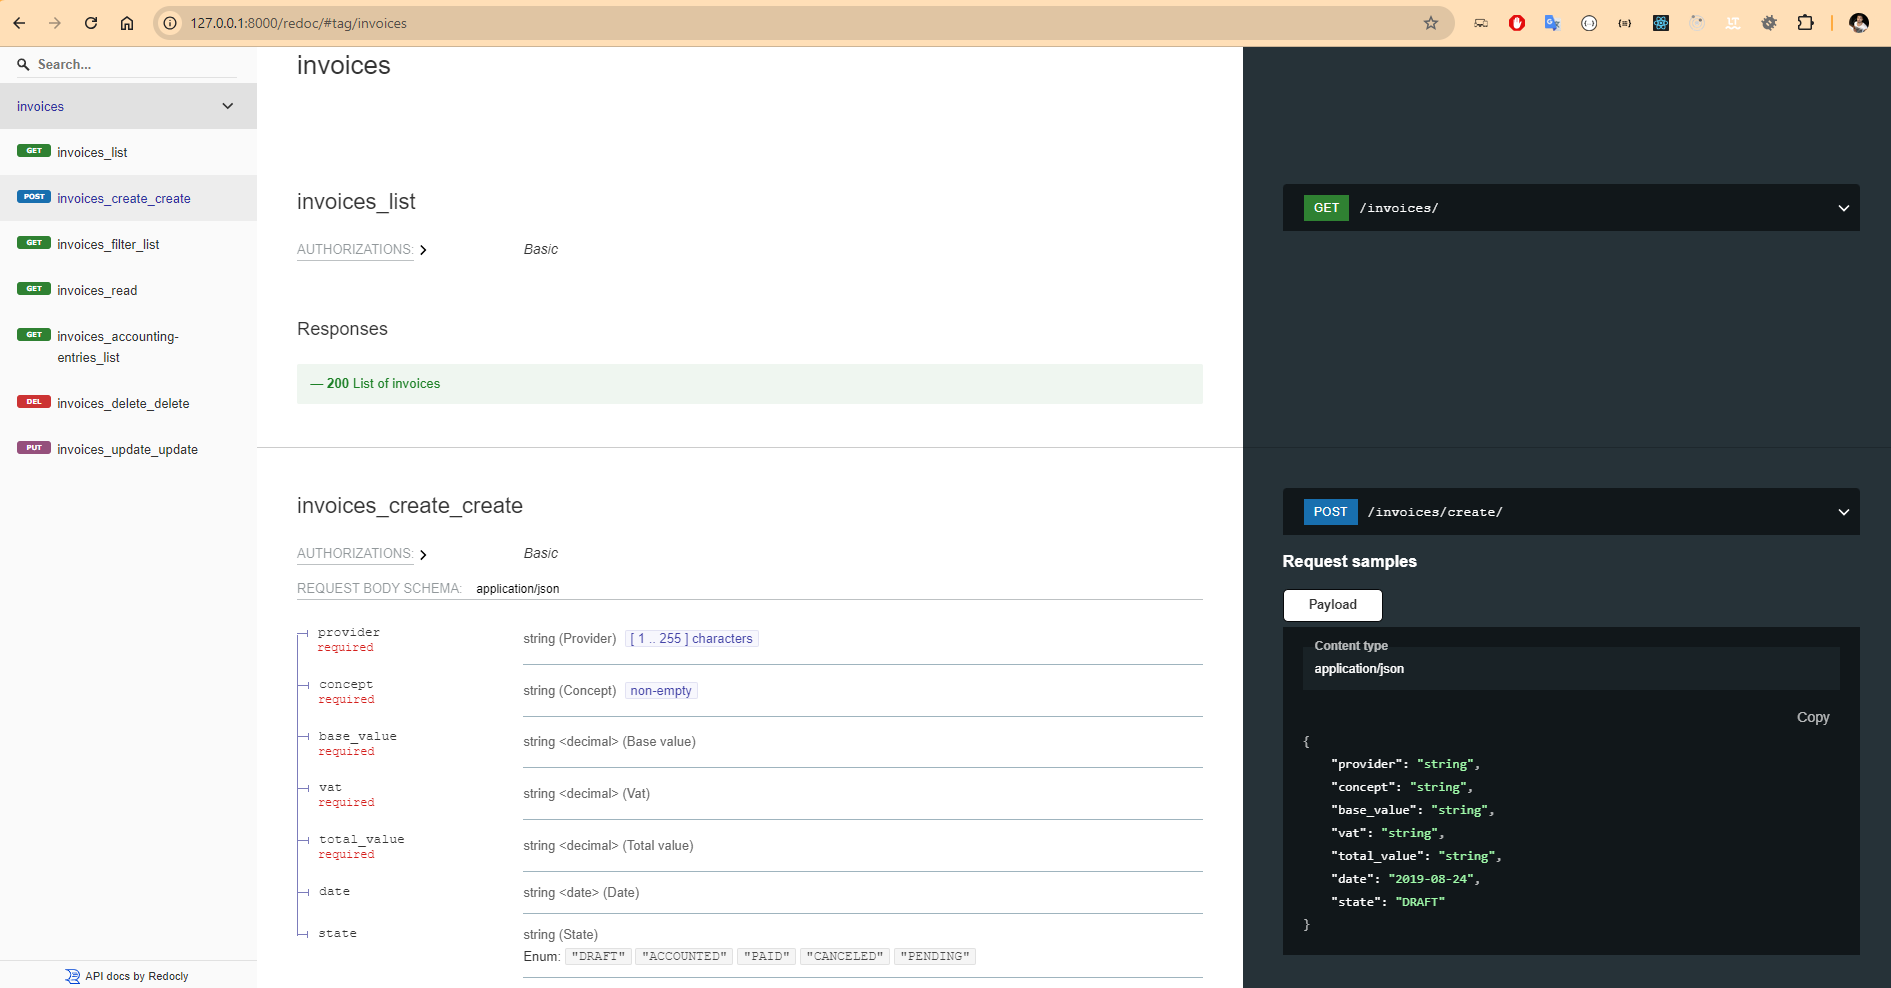 127.0.0.1:8000/redoc/#tag/invoices
Search...
invoices
GET invoices_list
POST invoices_create_create
GET invoices_filter_list
GET invoices_read
GET invoices_accounting-
entries_list
DEL invoices_delete_delete
PUT invoices_update_update
API docs by Redocly
invoices
invoices_list
AUTHORIZATIONS: Basic
Responses
— 200 List of invoices
GET /invoices/
invoices_create_create
AUTHORIZATIONS: Basic
REQUEST BODY SCHEMA: application/json
provider
required
string (Provider) [ 1 .. 255 ] characters
concept
required
string (Concept) non-empty
base_value
required
string <decimal> (Base value)
vat
required
string <decimal> (Vat)
total_value
required
string <decimal> (Total value)
date
string <date> (Date)
state
string (State)
Enum: "DRAFT" "ACCOUNTED" "PAID" "CANCELED" "PENDING"
POST /invoices/create/
Request samples
Payload
Content type
application/json
Copy
{
"provider": "string",
"concept": "string",
"base_value": "string",
"vat": "string",
"total_value": "string",
"date": "2019-08-24",
"state": "DRAFT"
}